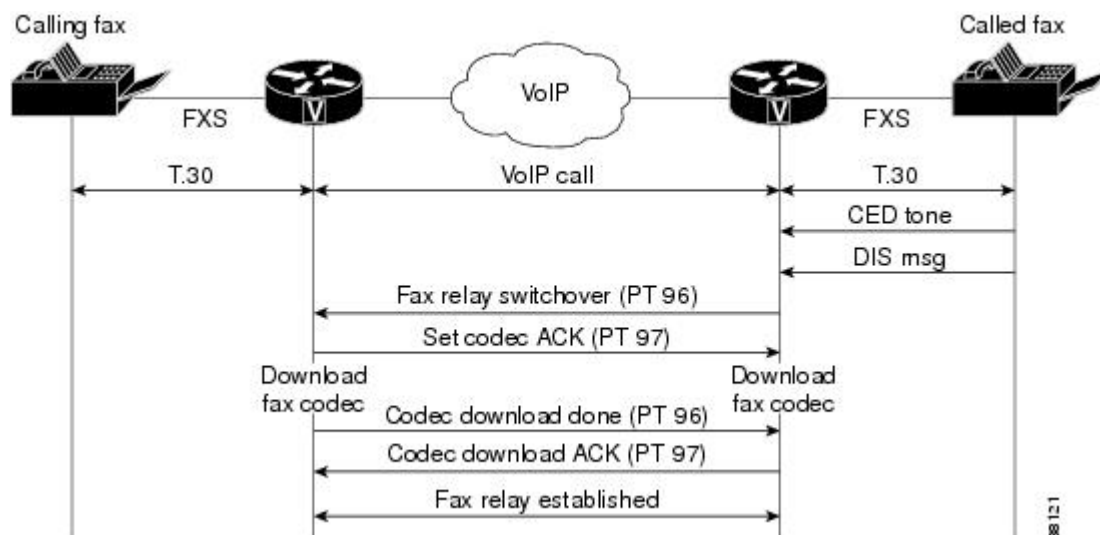 Calling fax
Called fax
VoIP
V
V
FXS
FXS
T.30
VoIP call
T.30
CED tone
DIS msg
Fax relay switchover (PT 96)
Set codec ACK (PT 97)
Download
fax codec
Download
fax codec
Codec download done (PT 96)
Codec download ACK (PT 97)
Fax relay established